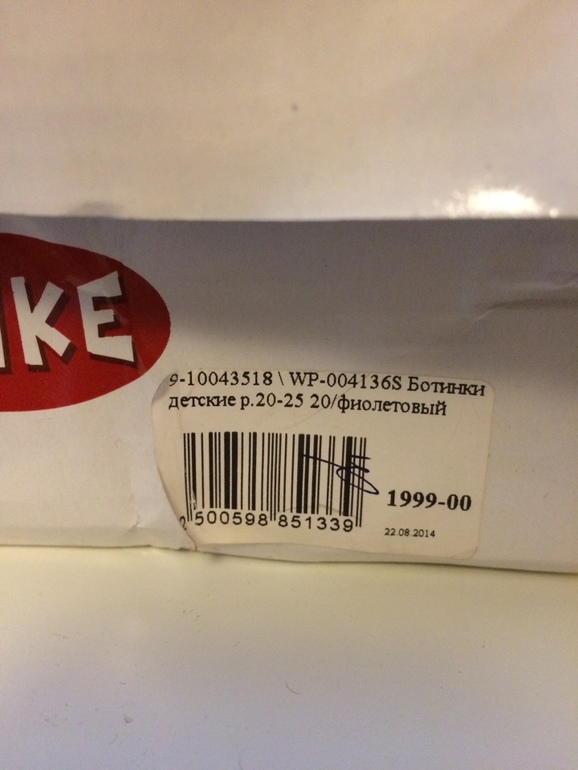 KE
9-10043518 \ WP-004136S Ботинки
детские р.20-25 20/фиолетовый
1999-00
2 500598 851339
22.08.2014